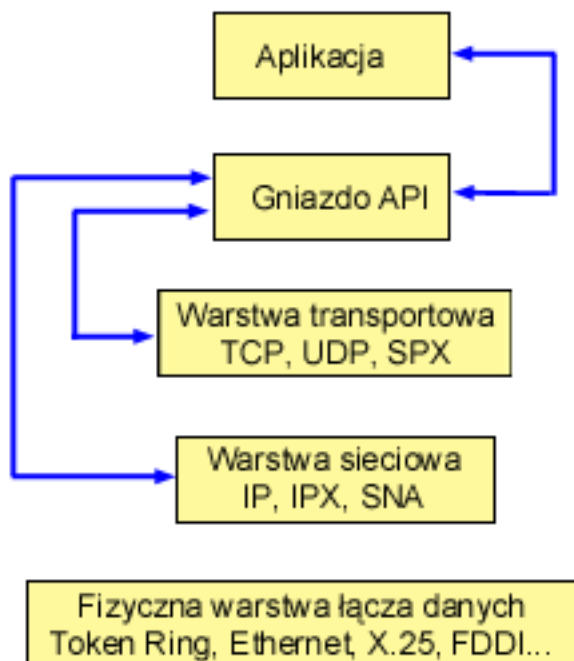 Aplikacja
Gniazdo API
Warstwa transportowa
TCP, UDP, SPX
Warstwa sieciowa
IP, IPX, SNA
Fizyczna warstwa łącza danych
Token Ring, Ethernet, X.25, FDDI...